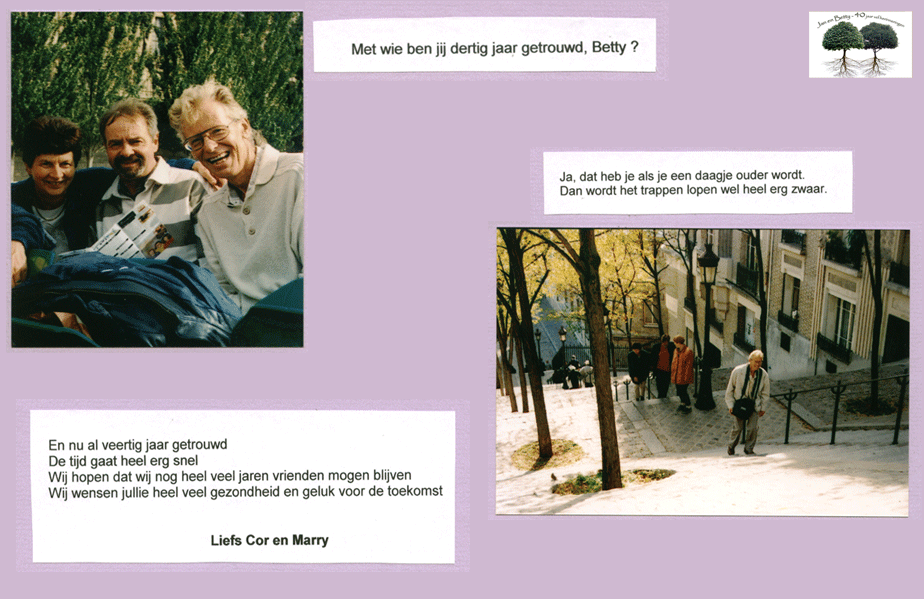 Met wie ben jij dertig jaar getrouwd, Betty ?
Jan en Betty - 40 jaar
Ja, dat heb je als je een daagje ouder wordt.
Dan wordt het trappen lopen wel heel erg zwaar.
En nu al veertig jaar getrouwd
De tijd gaat heel erg snel
Wij hopen dat wij nog heel veel jaren vrienden mogen blijven
Wij wensen jullie heel veel gezondheid en geluk voor de toekomst
Liefs Cor en Marry